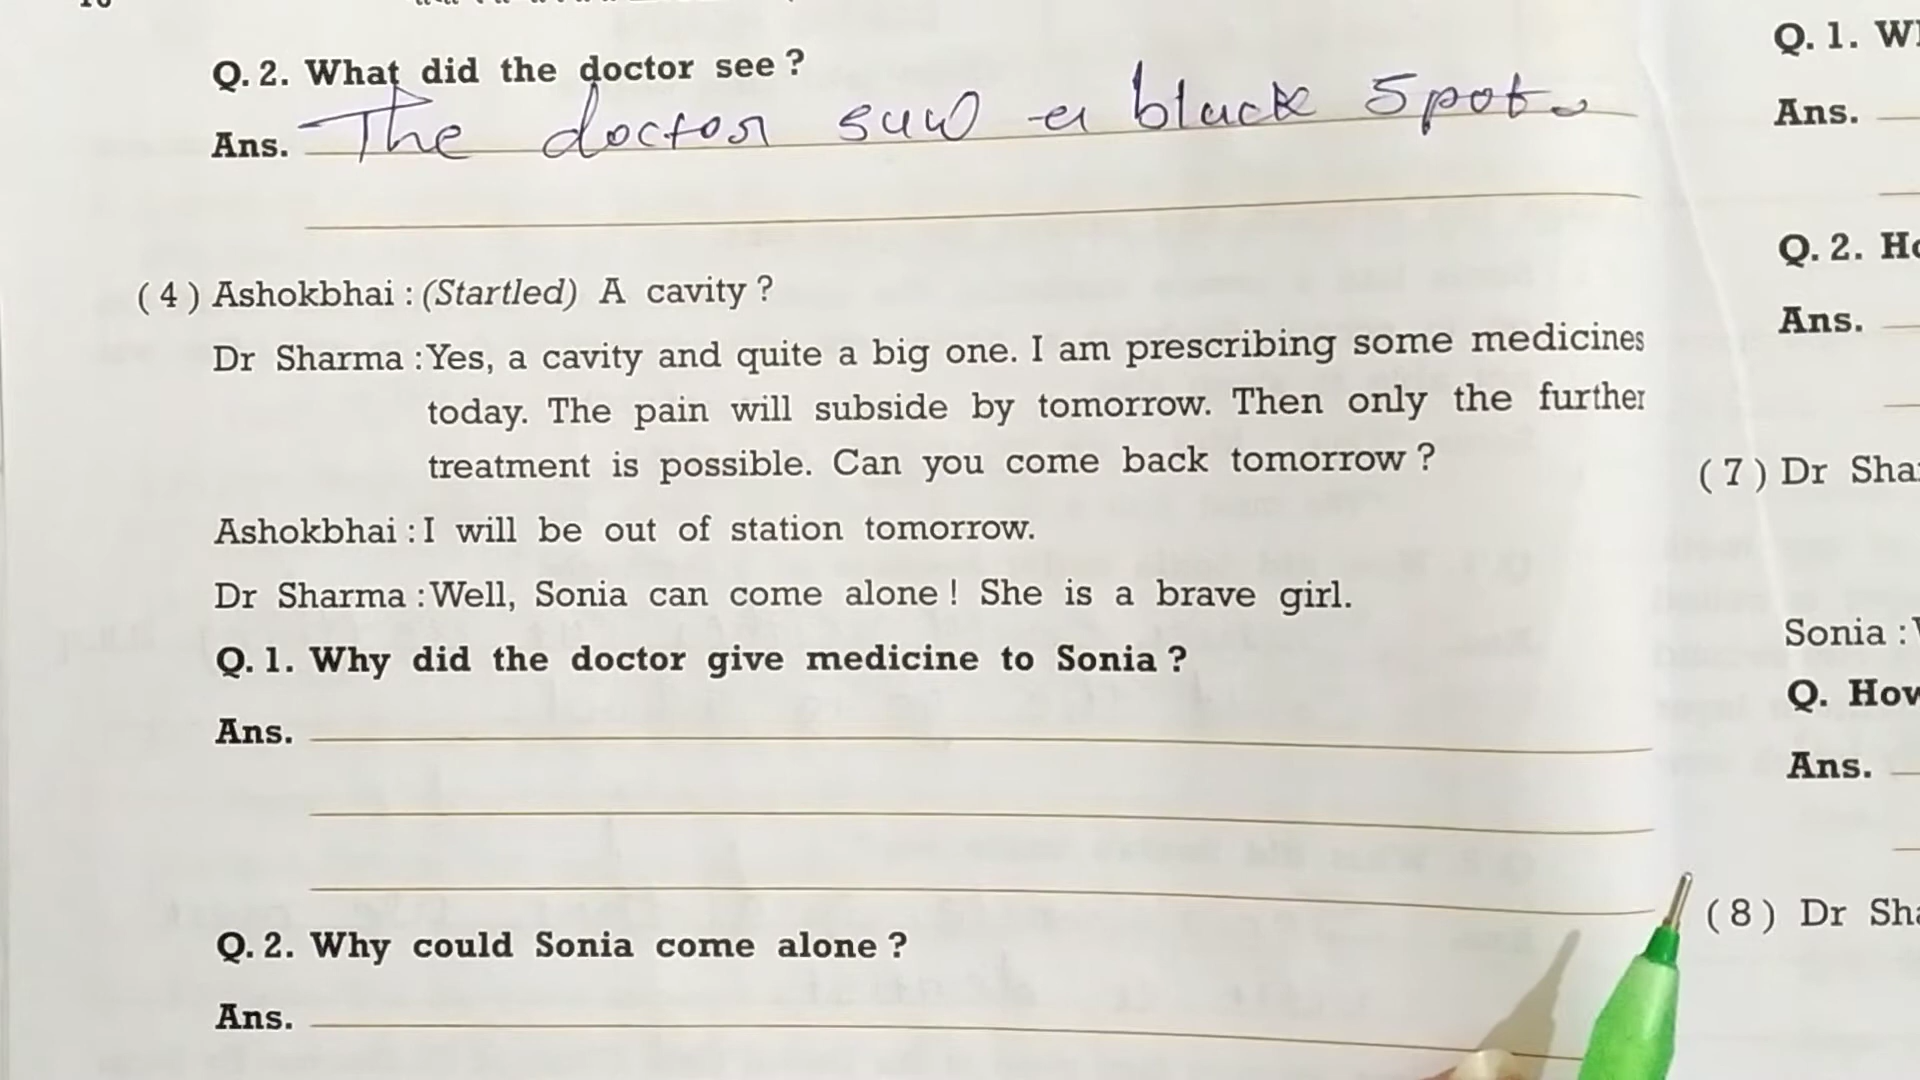 Q. 2. What did the doctor see ?
Ans. The doctor saw a black spot.
( 4 ) Ashokbhai : (Startled) A cavity ?
Dr Sharma : Yes, a cavity and quite a big one. I am prescribing some medicines
today. The pain will subside by tomorrow. Then only the further
treatment is possible. Can you come back tomorrow ?
Ashokbhai : I will be out of station tomorrow.
Dr Sharma : Well, Sonia can come alone ! She is a brave girl.
Q. 1. Why did the doctor give medicine to Sonia ?
Ans.
Q. 2. Why could Sonia come alone ?
Ans.
Q. 1.
Ans.
Q. 2.
Ans.
( 7 ) Dr
Sonia :
Q.
Ans.
( 8 ) Dr